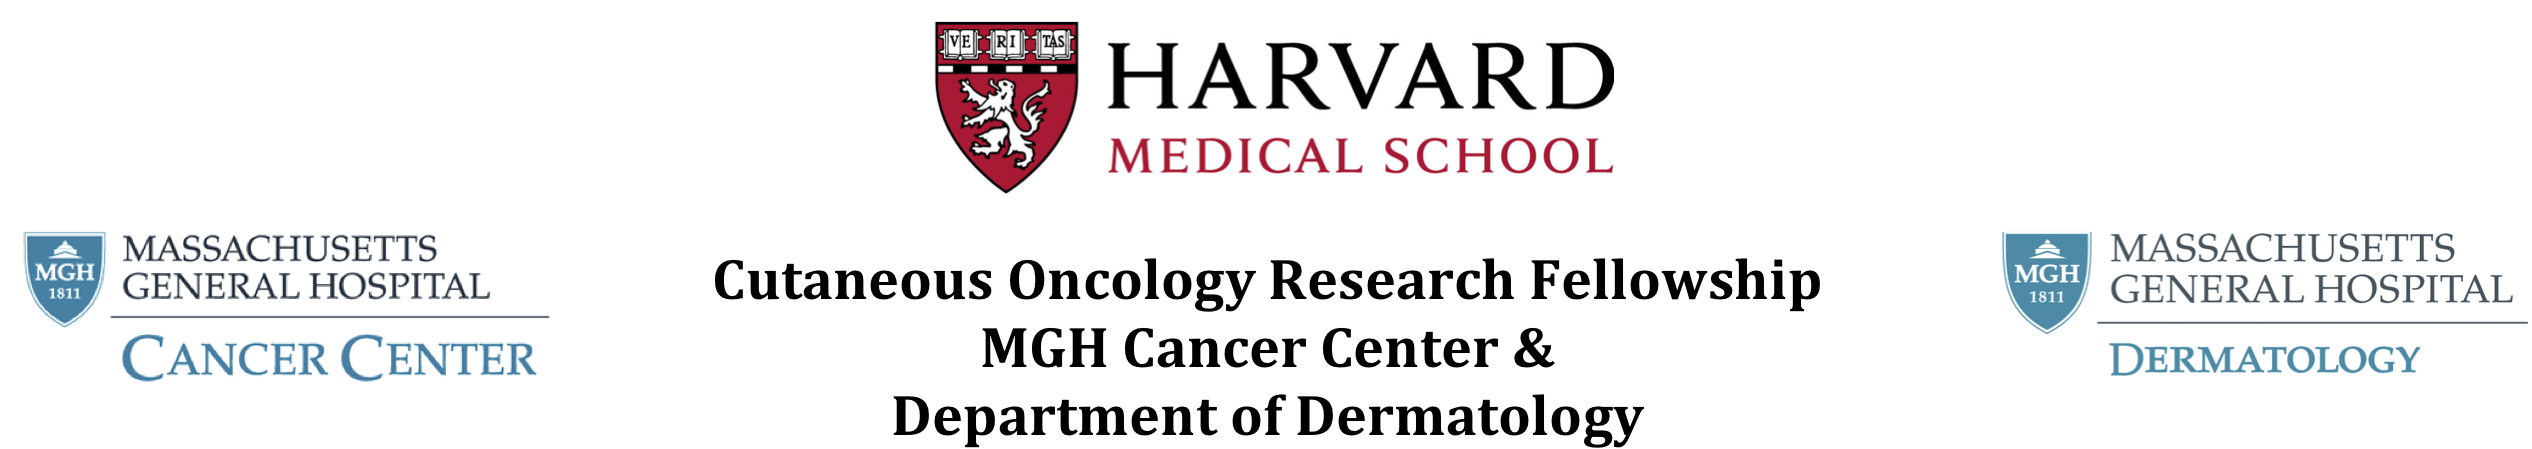 VE RI TAS
HARVARD
MEDICAL SCHOOL
MGH
1811
MASSACHUSETTS
GENERAL HOSPITAL
CANCER CENTER
Cutaneous Oncology Research Fellowship
MGH Cancer Center &
Department of Dermatology
MGH
1811
MASSACHUSETTS
GENERAL HOSPITAL
DERMATOLOGY